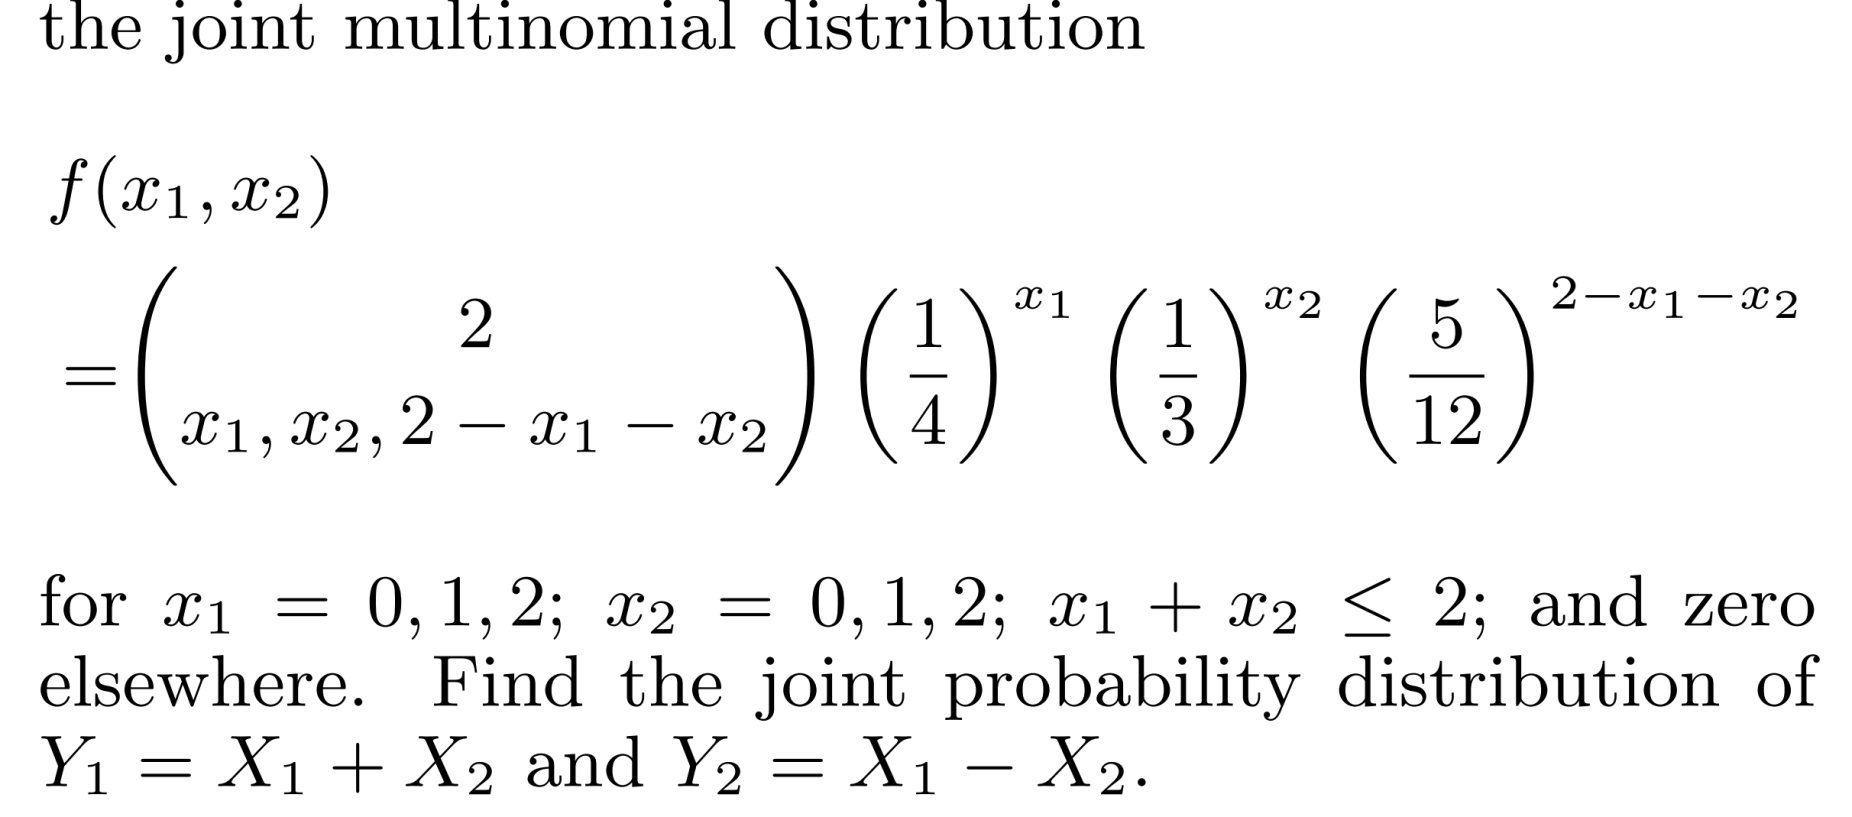 the joint multinomial distribution
f(x₁, x₂)
= \binom{2}{x₁, x₂, 2 − x₁ − x₂} (1/4)^{x₁} (1/3)^{x₂} (5/12)^{2−x₁−x₂}
for x₁ = 0, 1, 2; x₂ = 0, 1, 2; x₁ + x₂ ≤ 2; and zero
elsewhere. Find the joint probability distribution of
Y₁ = X₁ + X₂ and Y₂ = X₁ − X₂.